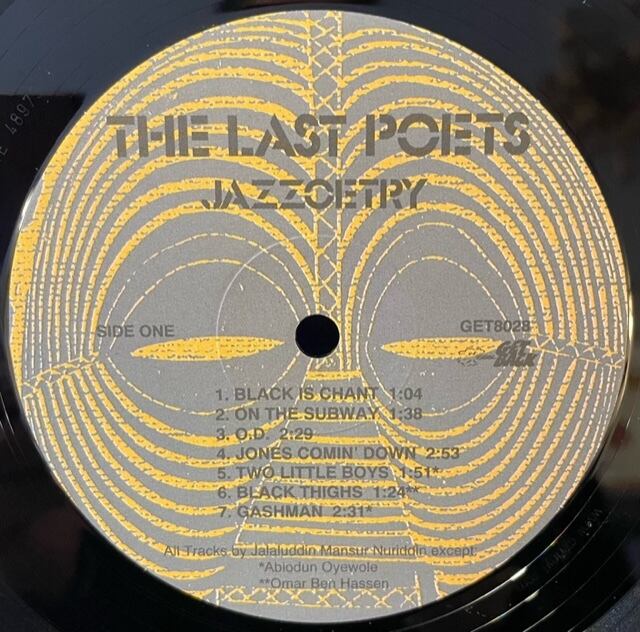 THE LAST POETS
JAZZOETRY
SIDE ONE
GET8028
GET BACK
1. BLACK IS CHANT 1:04
2. ON THE SUBWAY 1:38
3. O.D. 2:29
4. JONES COMIN' DOWN 2:53
5. TWO LITTLE BOYS 1:51*
6. BLACK THIGHS 1:24**
7. GASHMAN 2:31*
All Tracks by Jalaluddin Mansur Nuriddin except:
*Abiodun Oyewole
**Omar Ben Hassen